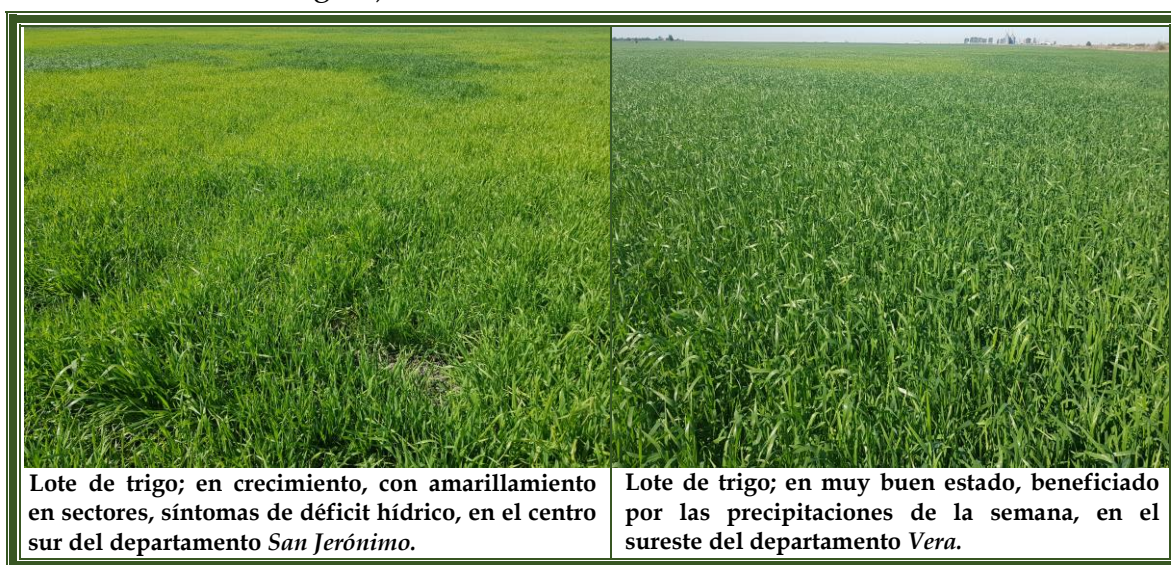 Lote de trigo; en crecimiento, con amarillamiento
en sectores, síntomas de déficit hídrico, en el centro
sur del departamento San Jerónimo.
Lote de trigo; en muy buen estado, beneficiado
por las precipitaciones de la semana, en el
sureste del departamento Vera.